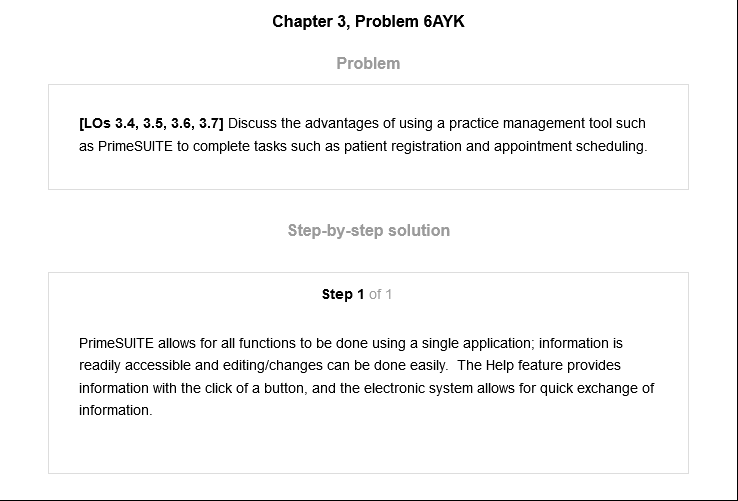 Chapter 3, Problem 6AYK
Problem
[LOs 3.4, 3.5, 3.6, 3.7] Discuss the advantages of using a practice management tool such
as PrimeSUITE to complete tasks such as patient registration and appointment scheduling.
Step-by-step solution
Step 1 of 1
PrimeSUITE allows for all functions to be done using a single application; information is
readily accessible and editing/changes can be done easily.  The Help feature provides
information with the click of a button, and the electronic system allows for quick exchange of
information.